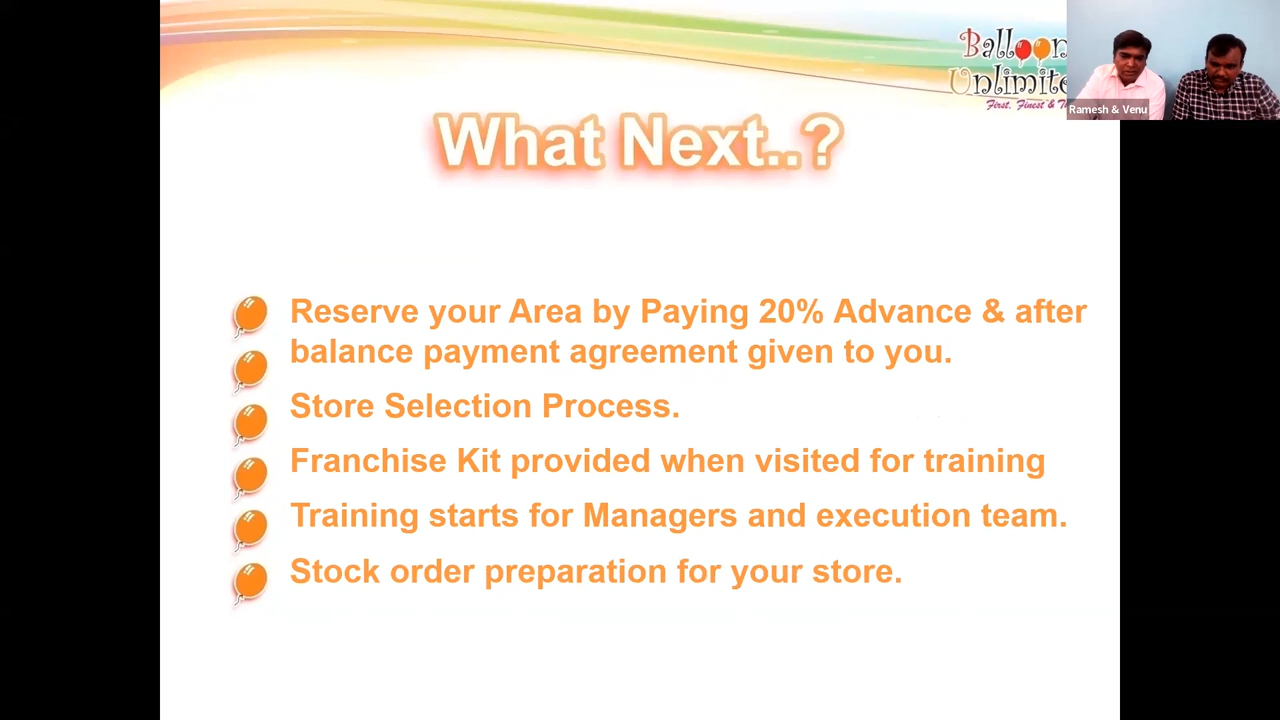 Balloon
Unlimite
First, Finest & T
Ramesh & Venu
What Next..?
Reserve your Area by Paying 20% Advance & after
balance payment agreement given to you.
Store Selection Process.
Franchise Kit provided when visited for training
Training starts for Managers and execution team.
Stock order preparation for your store.